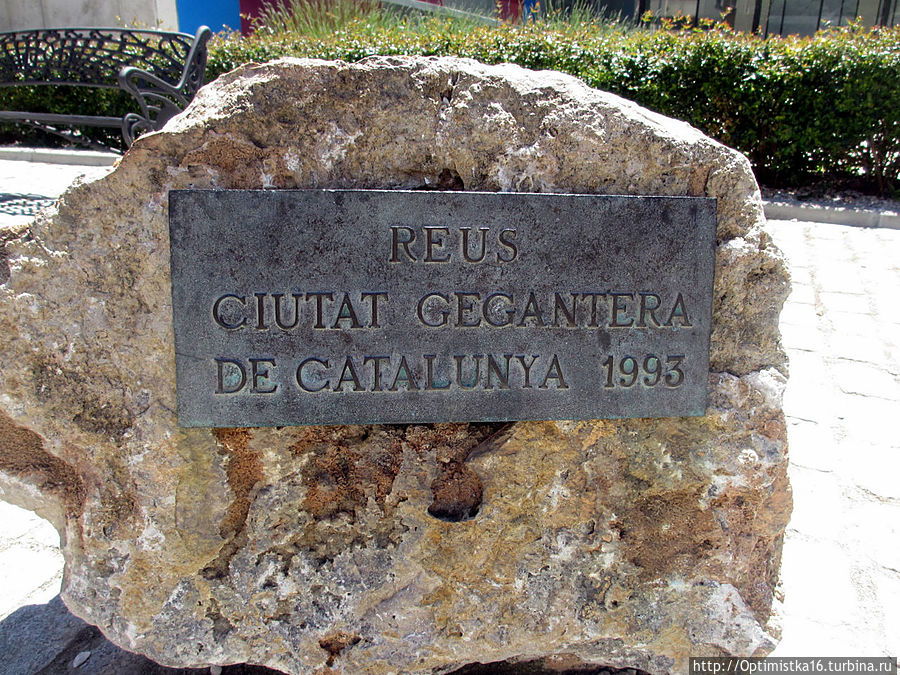 REUS
CIUTAT GEGANTERA
DE CATALUNYA 1993
http://Optimistka16.turbina.ru